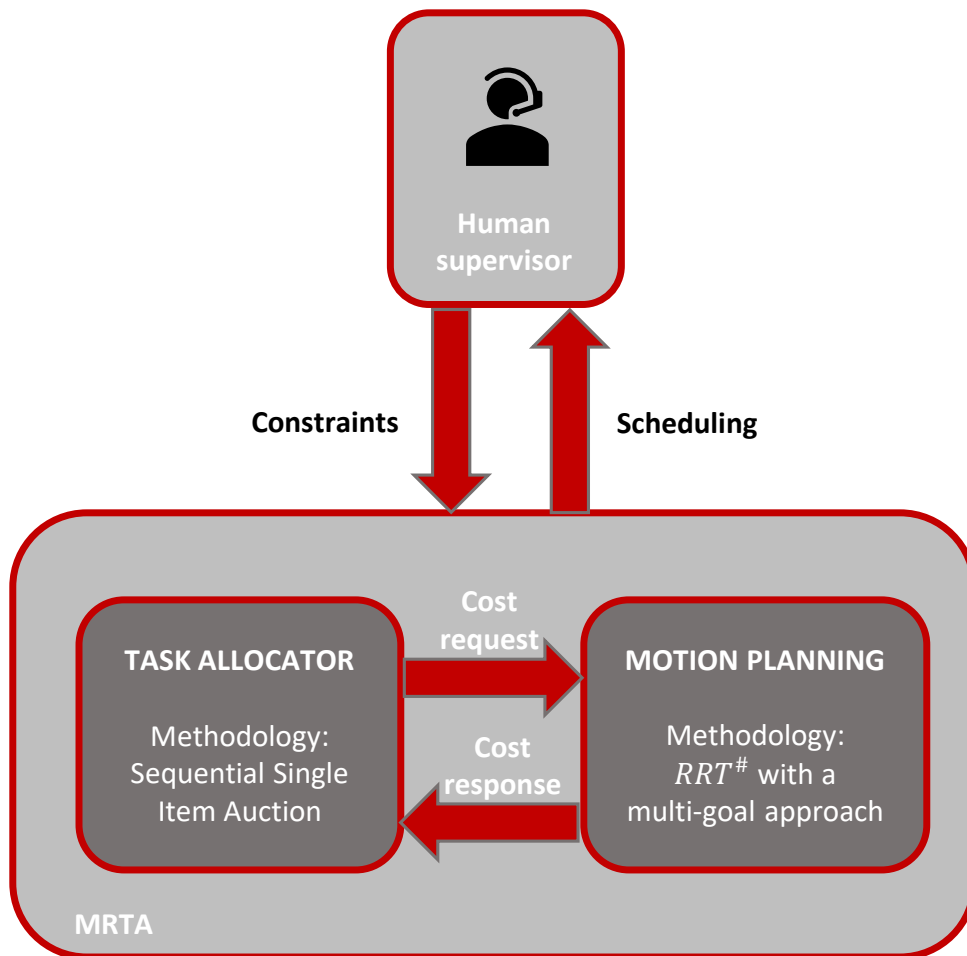 Human
supervisor
Constraints
Scheduling
Cost
request
TASK ALLOCATOR
Methodology:
Sequential Single
Item Auction
MOTION PLANNING
Methodology:
RRT# with a
multi-goal approach
Cost
response
MRTA